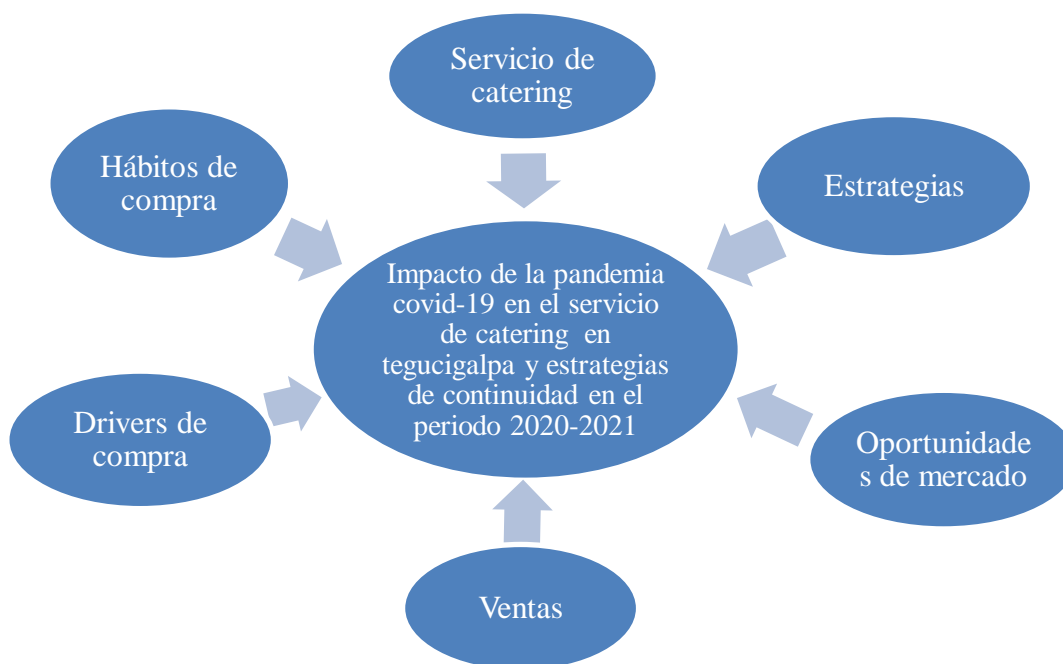 Servicio de
catering
Hábitos de
compra
Estrategias
Impacto de la pandemia
covid-19 en el servicio
de catering en
tegucigalpa y estrategias
de continuidad en el
periodo 2020-2021
Drivers de
compra
Oportunidade
s de mercado
Ventas